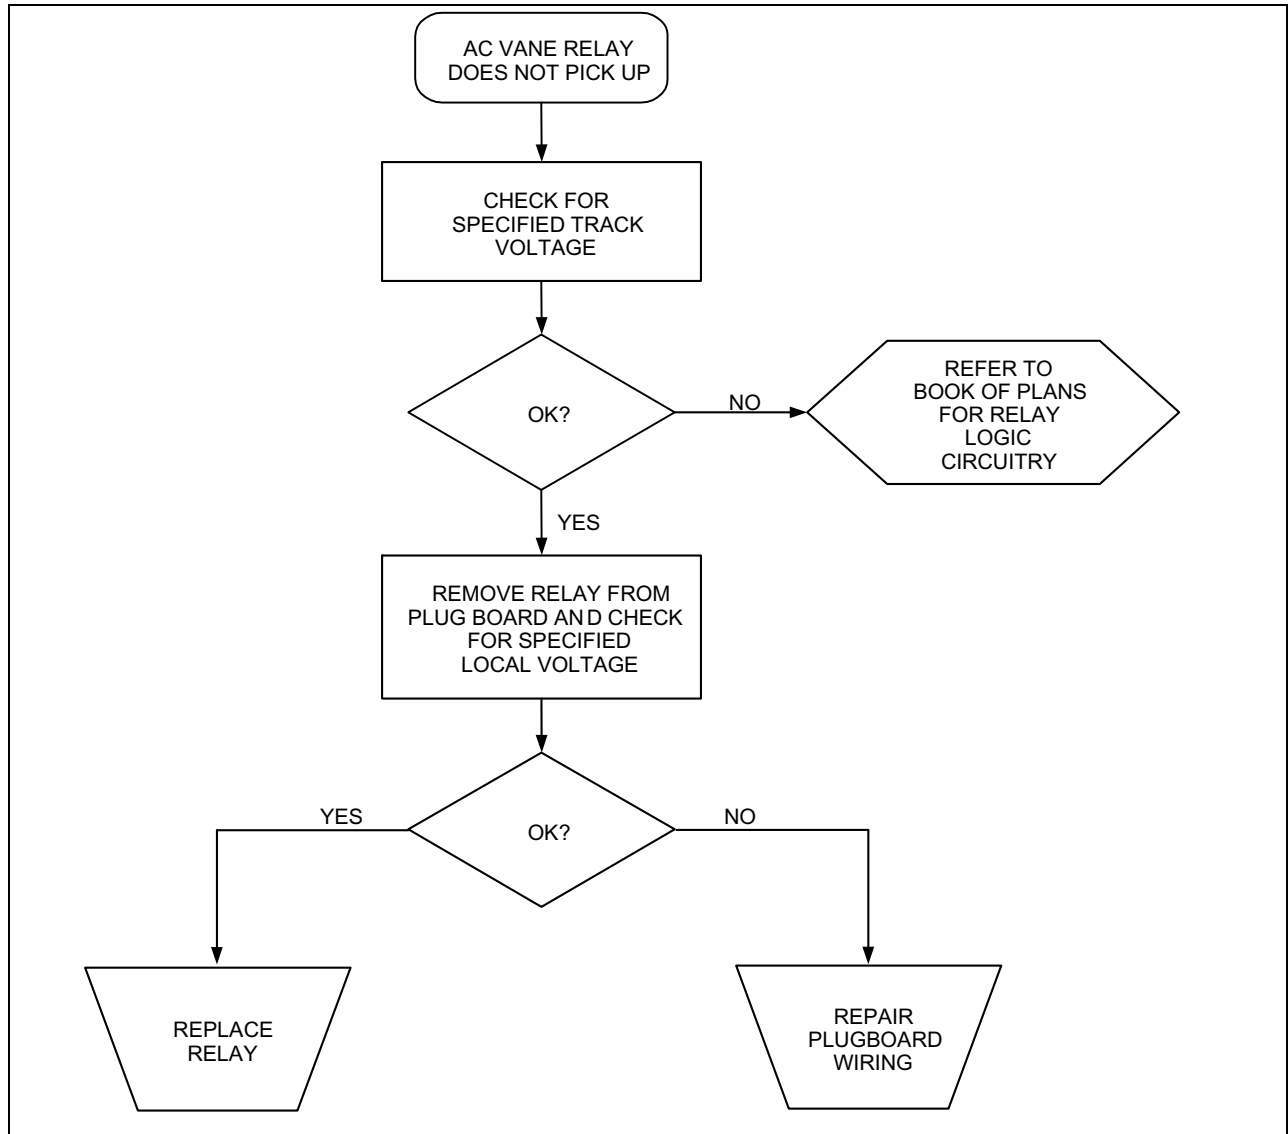 AC VANE RELAY
DOES NOT PICK UP
CHECK FOR
SPECIFIED TRACK
VOLTAGE
OK?
NO
REFER TO
BOOK OF PLANS
FOR RELAY
LOGIC
CIRCUITRY
YES
REMOVE RELAY FROM
PLUG BOARD AND CHECK
FOR SPECIFIED
LOCAL VOLTAGE
YES
OK?
NO
REPLACE
RELAY
REPAIR
PLUGBOARD
WIRING